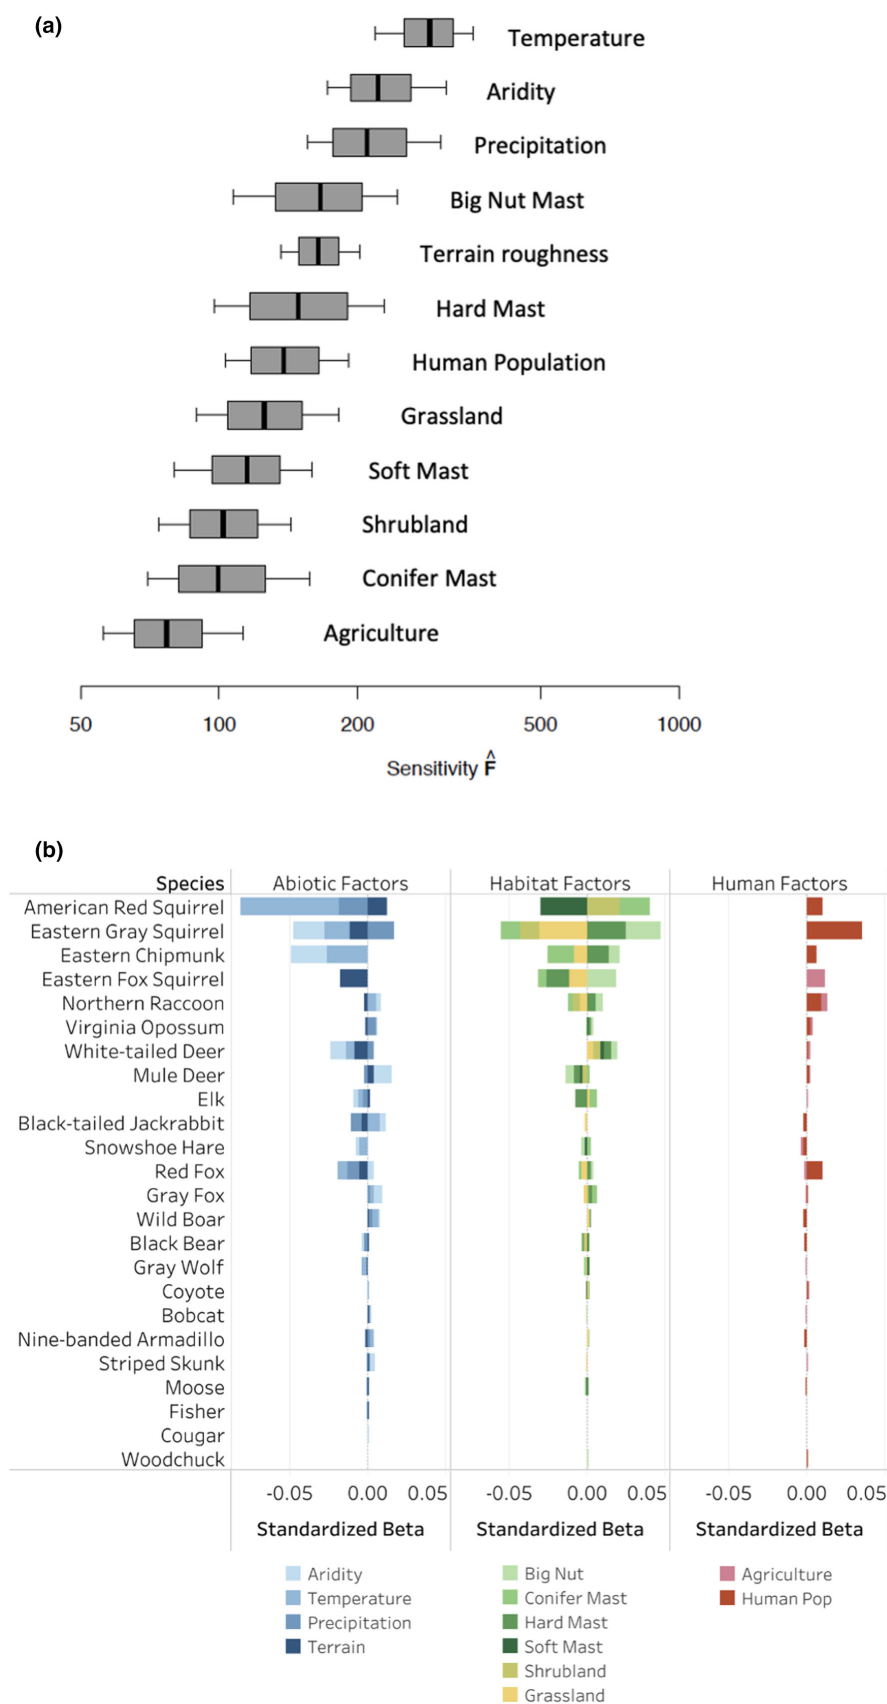 (a)
Temperature
Aridity
Precipitation
Big Nut Mast
Terrain roughness
Hard Mast
Human Population
Grassland
Soft Mast
Shrubland
Conifer Mast
Agriculture
50 100 200 500 1000
Sensitivity F̂
(b)
Species Abiotic Factors Habitat Factors Human Factors
American Red Squirrel
Eastern Gray Squirrel
Eastern Chipmunk
Eastern Fox Squirrel
Northern Raccoon
Virginia Opossum
White-tailed Deer
Mule Deer
Elk
Black-tailed Jackrabbit
Snowshoe Hare
Red Fox
Gray Fox
Wild Boar
Black Bear
Gray Wolf
Coyote
Bobcat
Nine-banded Armadillo
Striped Skunk
Moose
Fisher
Cougar
Woodchuck
-0.05 0.00 0.05 -0.05 0.00 0.05 -0.05 0.00 0.05
Standardized Beta Standardized Beta Standardized Beta
Aridity Big Nut Agriculture
Temperature Conifer Mast Human Pop
Precipitation Hard Mast
Terrain Soft Mast
Shrubland
Grassland